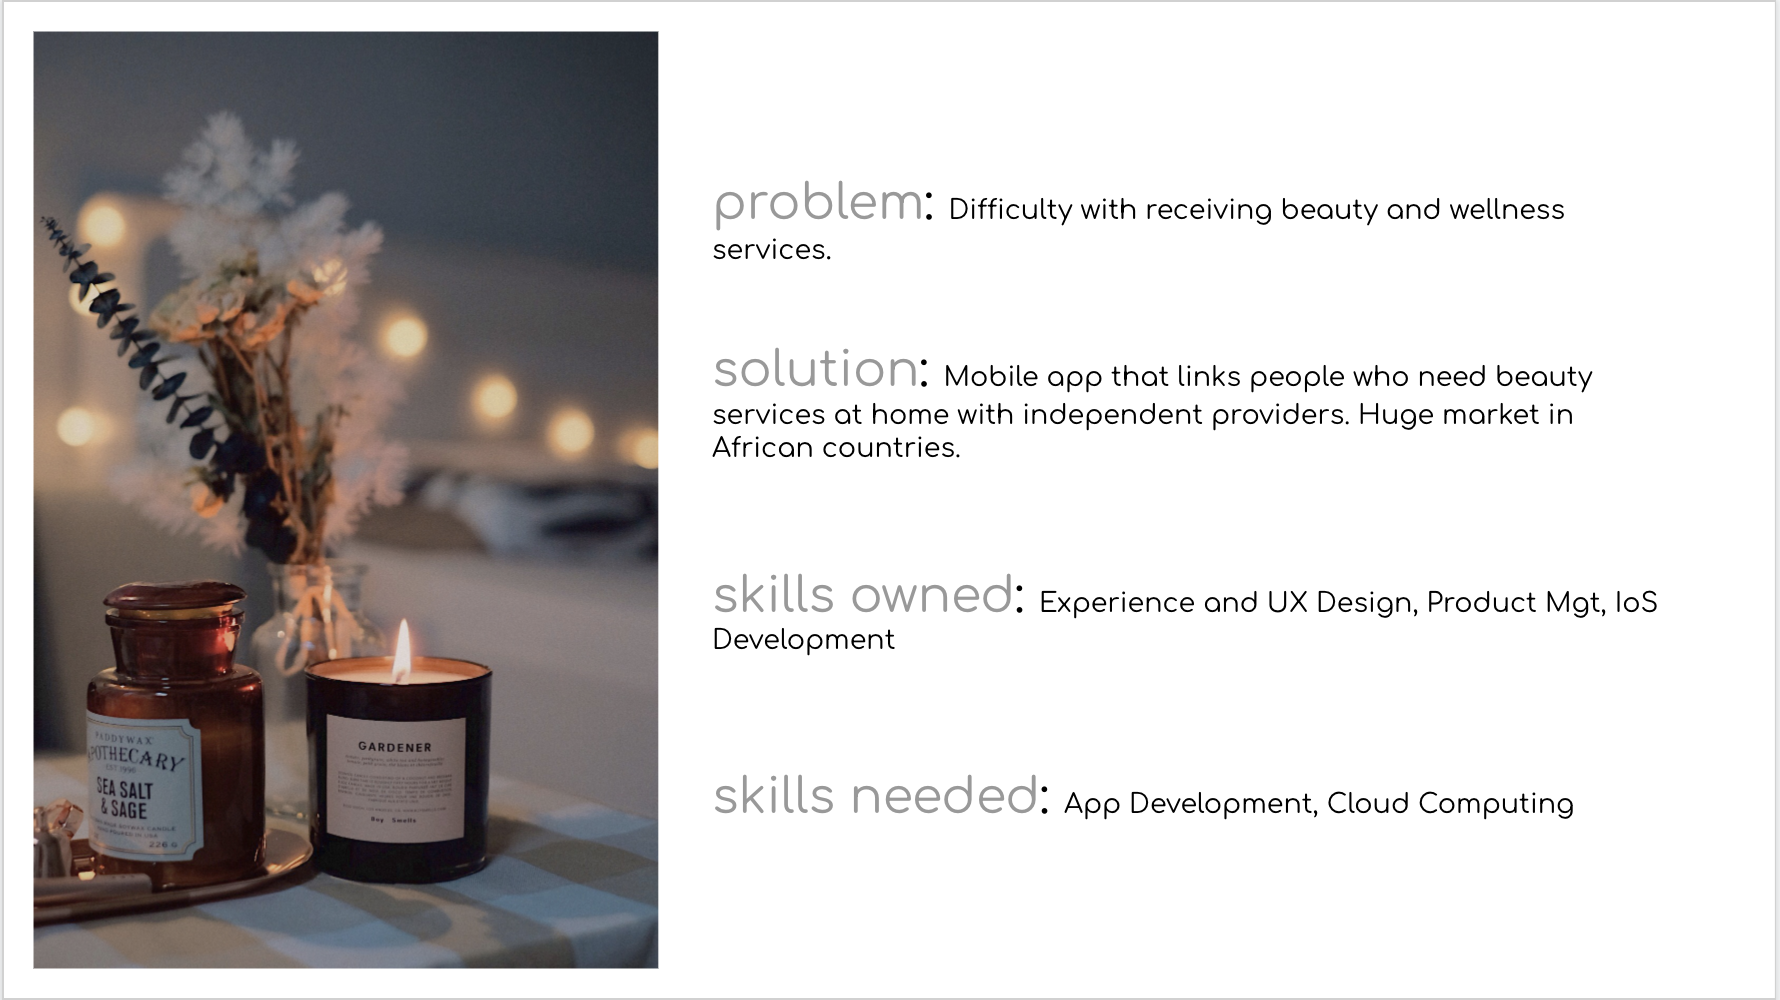 problem: Difficulty with receiving beauty and wellness
services.
solution: Mobile app that links people who need beauty
services at home with independent providers. Huge market in
African countries.
skills owned: Experience and UX Design, Product Mgt, IoS
Development
skills needed: App Development, Cloud Computing
PADDYWAX
APOTHECARY
EST 1996
SEA SALT
& SAGE
226 G
GARDENER
Boy Smells